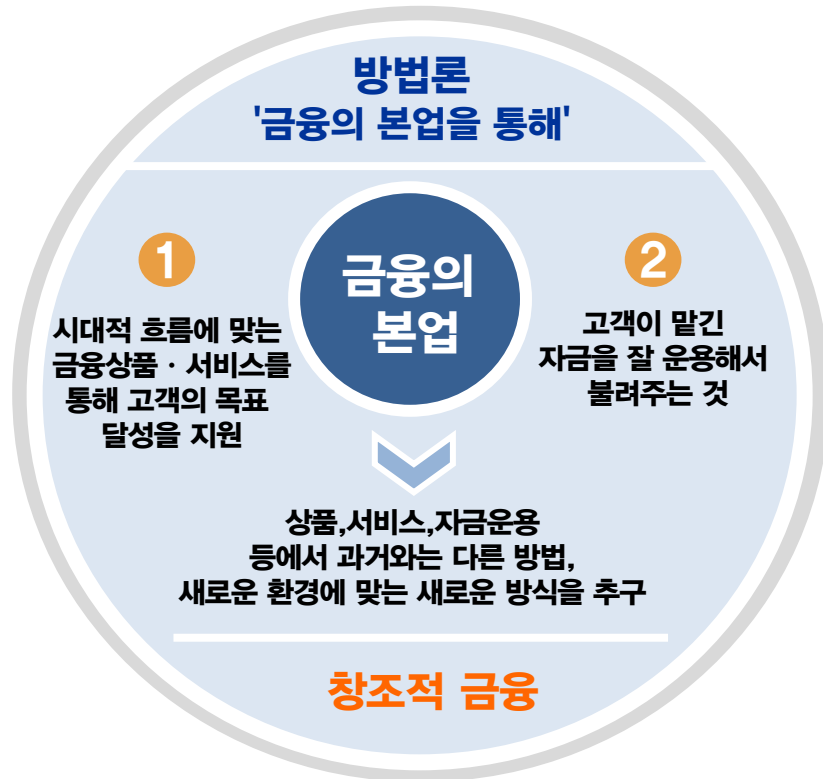 방법론
'금융의 본업을 통해'
금융의
본업
1
시대적 흐름에 맞는
금융상품 · 서비스를
통해 고객의 목표
달성을 지원
2
고객이 맡긴
자금을 잘 운용해서
불려주는 것
상품,서비스,자금운용
등에서 과거와는 다른 방법,
새로운 환경에 맞는 새로운 방식을 추구
창조적 금융